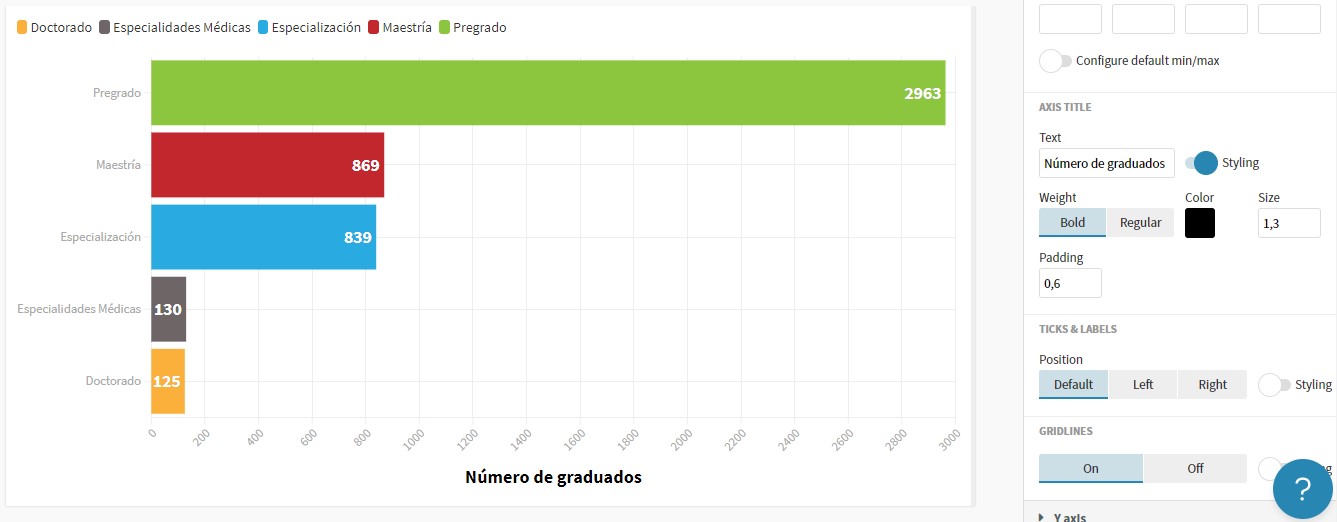 Doctorado Especialidades Médicas Especialización Maestría Pregrado
Pregrado
2963
Maestría
869
Especialización
839
Especialidades Médicas
130
Doctorado
125
0 200 400 600 800 1000 1200 1400 1600 1800 2000 2200 2400 2600 2800 3000
Número de graduados
Configure default min/max
AXIS TITLE
Text
Número de graduados Styling
Weight Color Size
Bold Regular 1,3
Padding
0,6
TICKS & LABELS
Position
Default Left Right Styling
GRIDLINES
On Off
?
Y axis